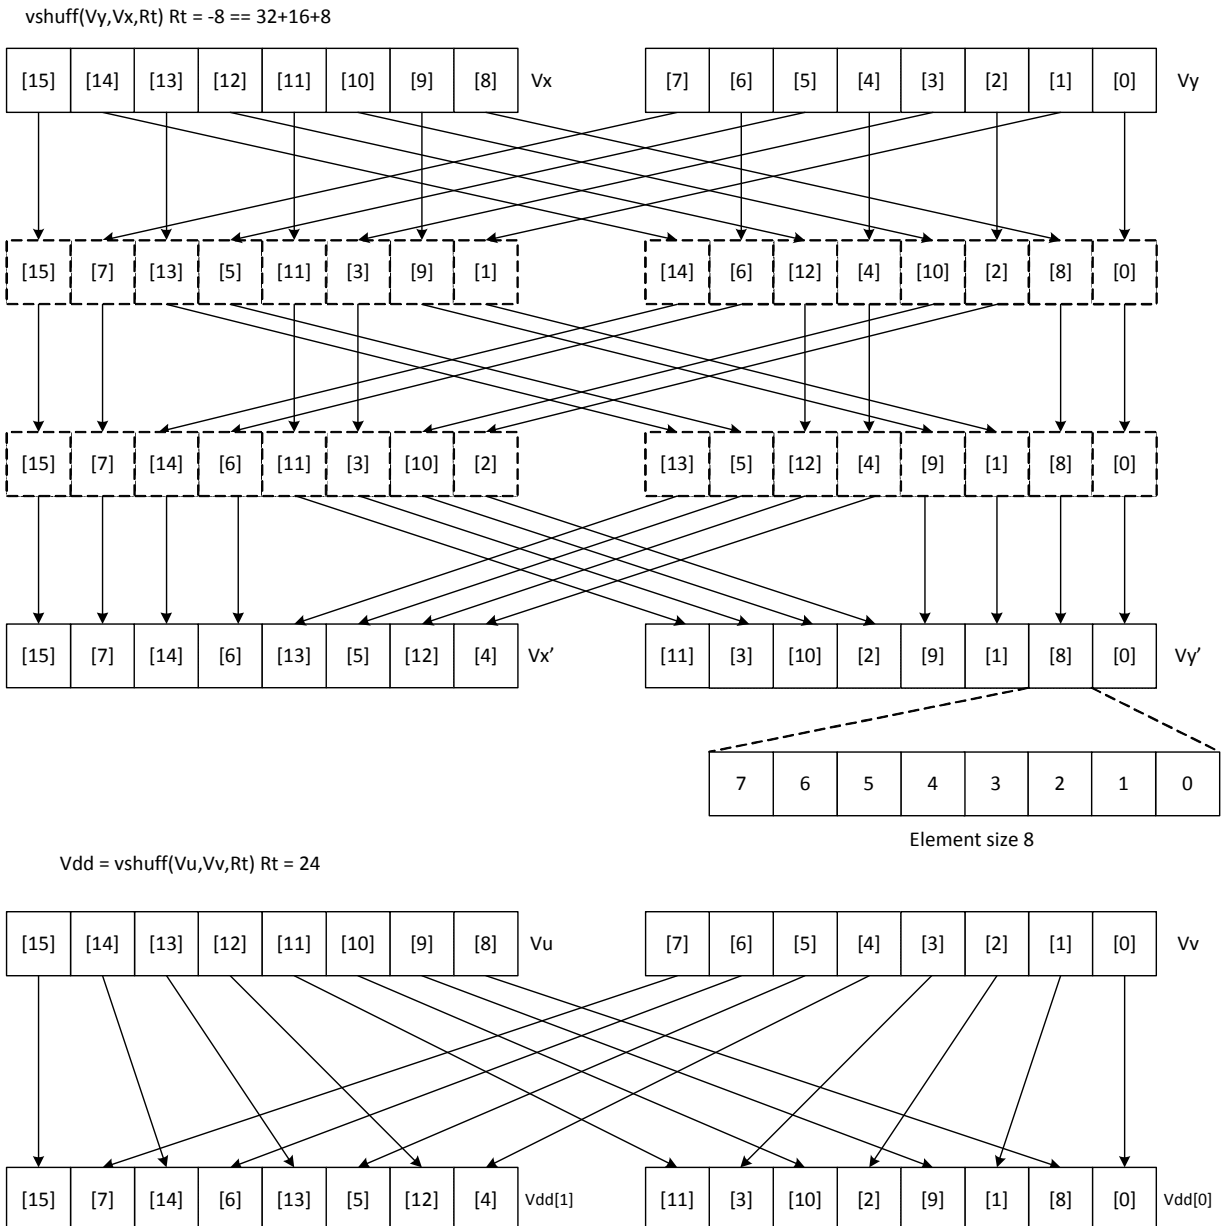 vshuff(Vy,Vx,Rt) Rt = -8 == 32+16+8
[15] [14] [13] [12] [11] [10] [9] [8] Vx [7] [6] [5] [4] [3] [2] [1] [0] Vy
[15] [7] [13] [5] [11] [3] [9] [1] [14] [6] [12] [4] [10] [2] [8] [0]
[15] [7] [14] [6] [11] [3] [10] [2] [13] [5] [12] [4] [9] [1] [8] [0]
[15] [7] [14] [6] [13] [5] [12] [4] Vx’ [11] [3] [10] [2] [9] [1] [8] [0] Vy’
7 6 5 4 3 2 1 0
Element size 8
Vdd = vshuff(Vu,Vv,Rt) Rt = 24
[15] [14] [13] [12] [11] [10] [9] [8] Vu [7] [6] [5] [4] [3] [2] [1] [0] Vv
[15] [7] [14] [6] [13] [5] [12] [4] Vdd[1] [11] [3] [10] [2] [9] [1] [8] [0] Vdd[0]